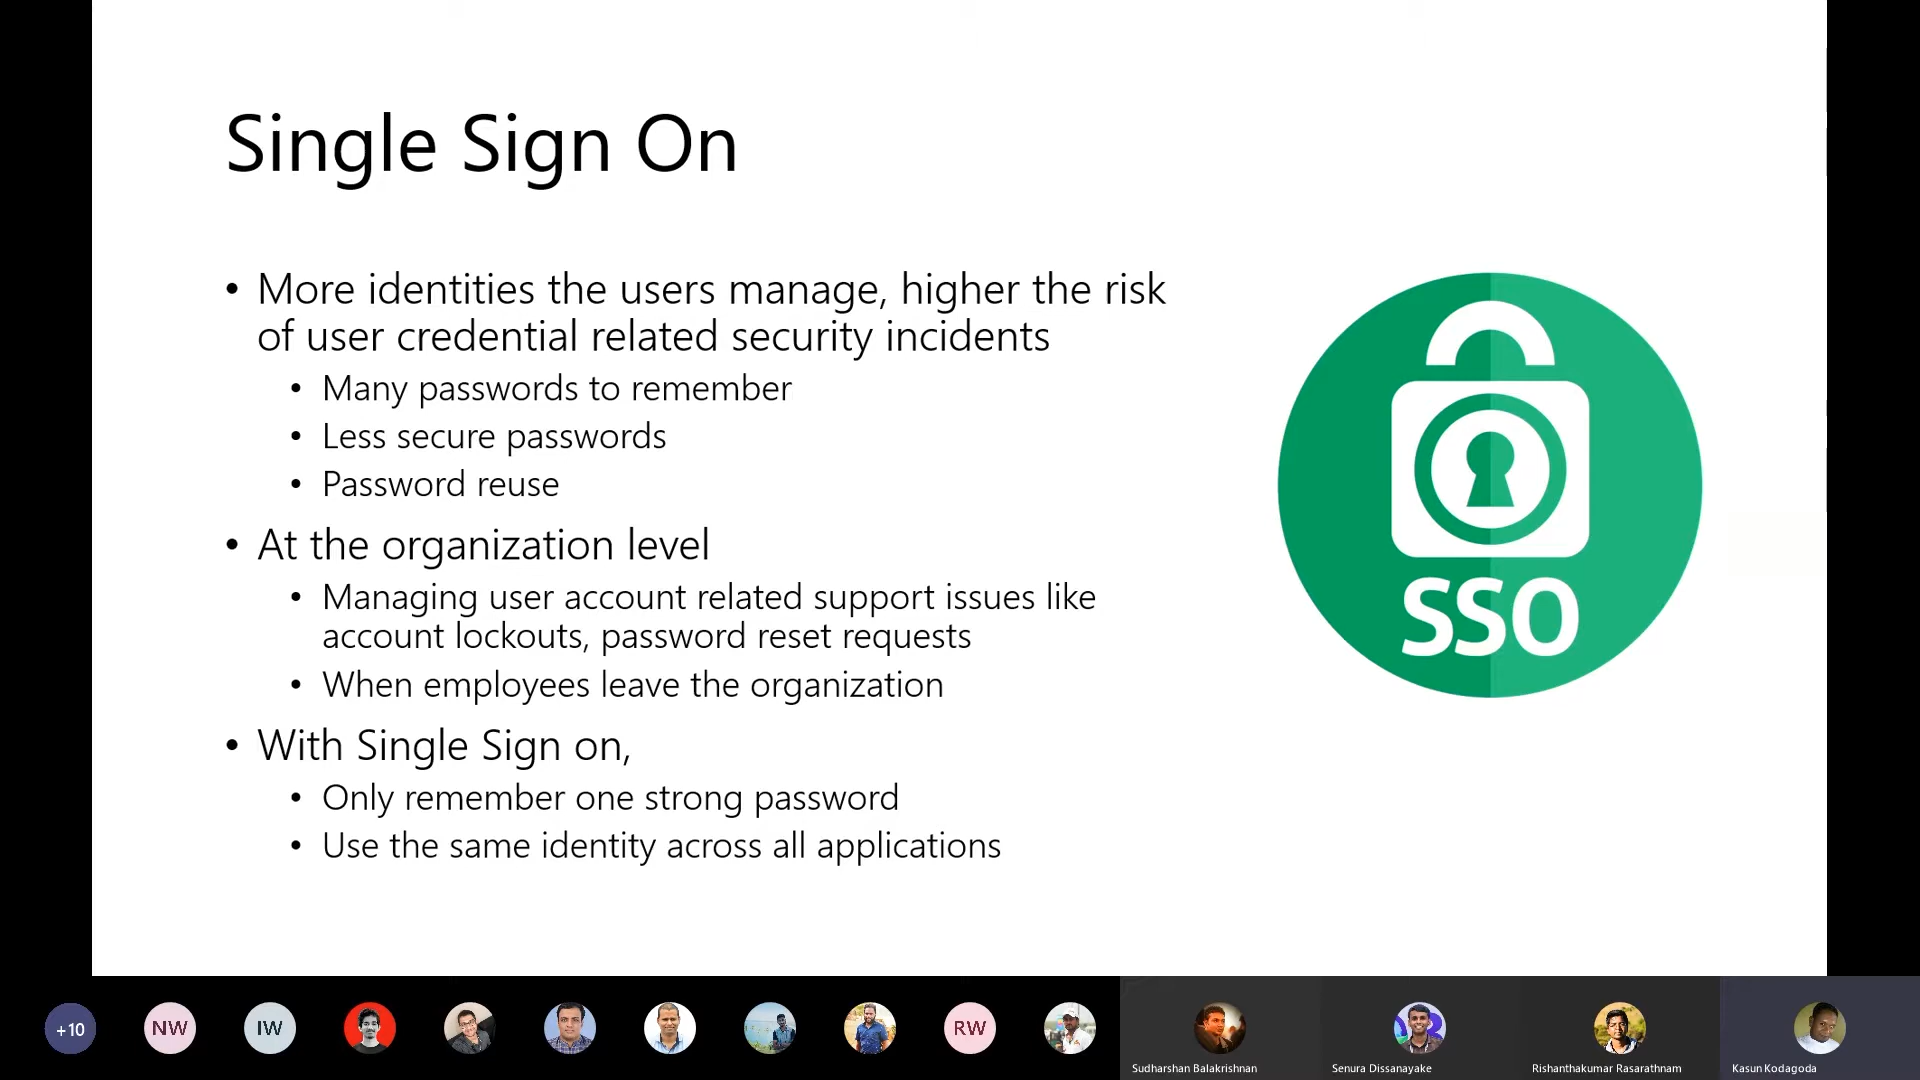 Single Sign On
• More identities the users manage, higher the risk
of user credential related security incidents
• Many passwords to remember
• Less secure passwords
• Password reuse
• At the organization level
• Managing user account related support issues like
account lockouts, password reset requests
• When employees leave the organization
• With Single Sign on,
• Only remember one strong password
• Use the same identity across all applications
SSO
+10
NW
IW
RW
Sudharshan Balakrishnan
Senura Dissanayake
Rishanthakumar Rasarathnam
Kasun Kodagoda